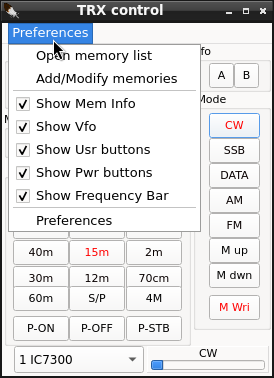 TRX control
Preferences
Open memory list
Add/Modify memories
Show Mem Info
Show Vfo
Show Usr buttons
Show Pwr buttons
Show Frequency Bar
Preferences
fo
A B
Mode
CW
SSB
DATA
AM
FM
M up
M dwn
M Wri
40m 15m 2m
30m 12m 70cm
60m S/P 4M
P-ON P-OFF P-STB
1 IC7300
CW